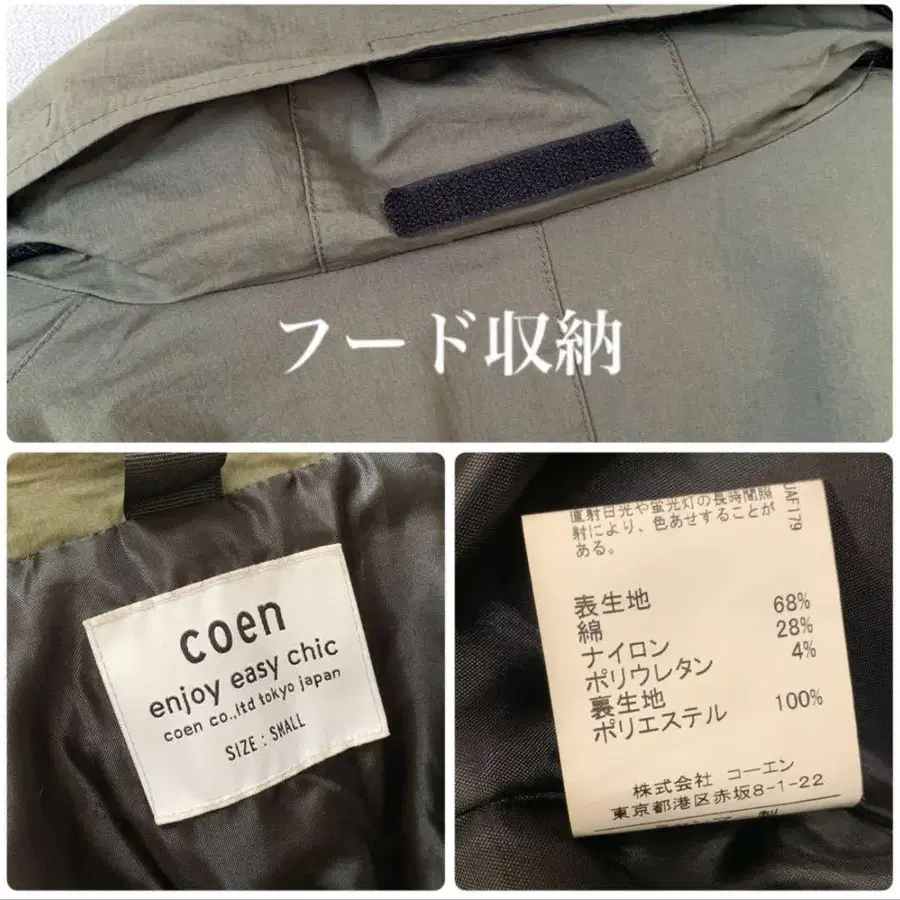 フード収納
coen
enjoy easy chic
coen co.,ltd tokyo japan
SIZE : SMALL
直射日光や蛍光灯の長時間照
射により、色あせすることが
ある。
UAF179
表生地
綿 68%
ナイロン 28%
ポリウレタン 4%
裏生地
ポリエステル 100%
株式会社 コーエン
東京都港区赤坂8-1-22